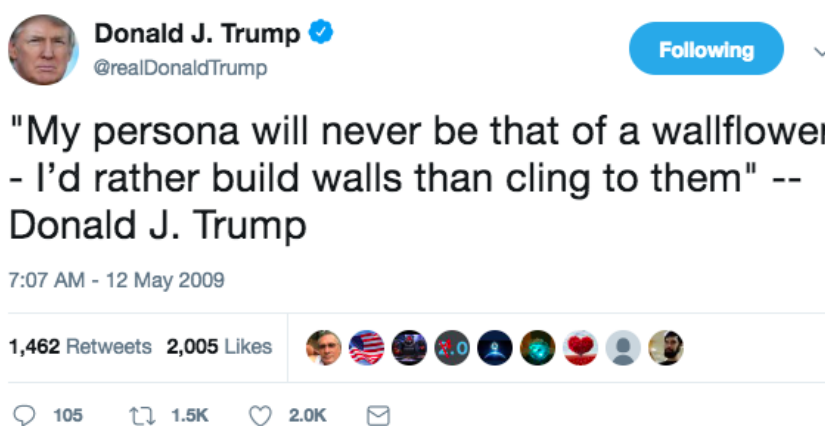 Donald J. Trump
@realDonaldTrump
Following
"My persona will never be that of a wallflower
- I’d rather build walls than cling to them" --
Donald J. Trump
7:07 AM - 12 May 2009
1,462 Retweets 2,005 Likes
2.0
105 1.5K 2.0K